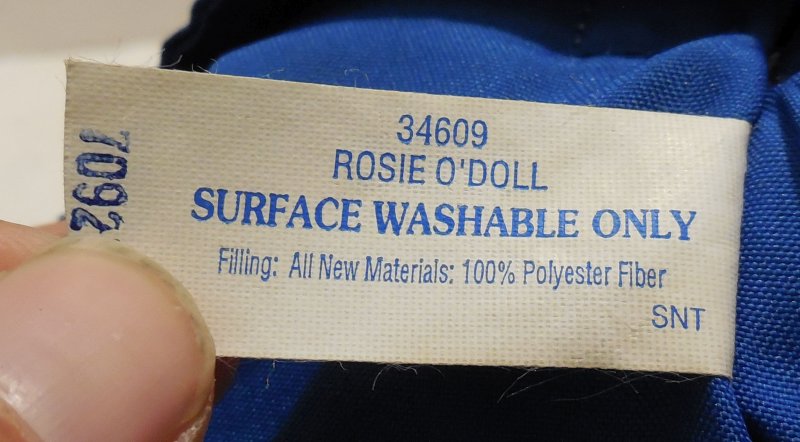 34609
ROSIE O'DOLL
SURFACE WASHABLE ONLY
Filling: All New Materials: 100% Polyester Fiber
SNT